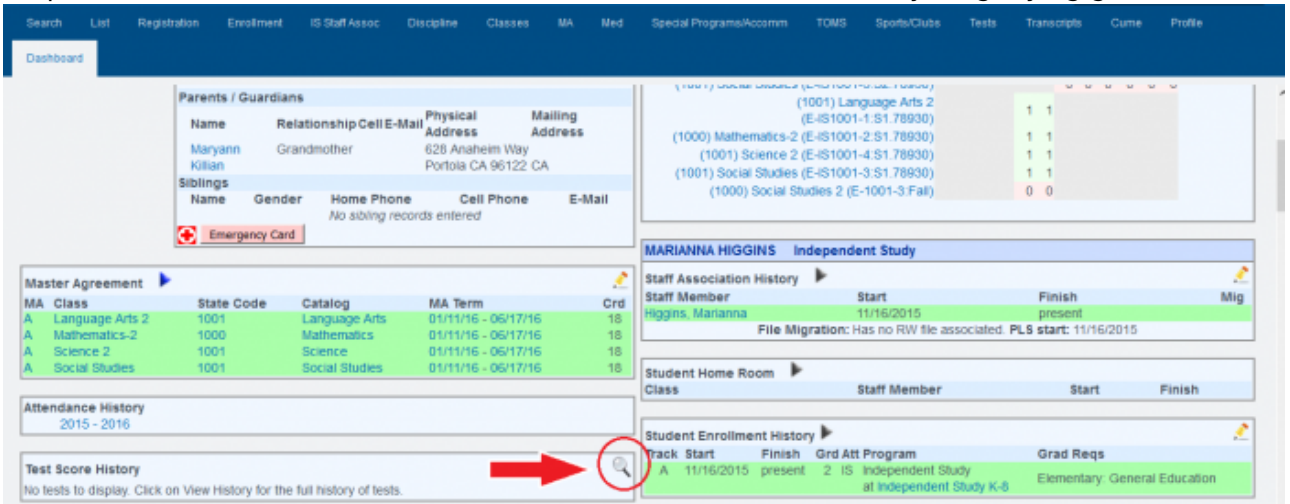 Search List Registration Enrollment IS Staff Assoc Discipline Classes MA Med Special Programs/Accomm TOMS Sports/Clubs Tests Transcripts Cume Profile
Dashboard
Parents / Guardians
Name Relationship Cell E-Mail Physical Address Mailing Address
Maryann Killian Grandmother 628 Anaheim Way
Portola CA 96122 CA
Siblings
Name Gender Home Phone Cell Phone E-Mail
No sibling records entered
Emergency Card
Master Agreement
MA Class State Code Catalog MA Term Crd
A Language Arts 2 1001 Language Arts 01/11/16 - 06/17/16 18
A Mathematics-2 1000 Mathematics 01/11/16 - 06/17/16 18
A Science 2 1001 Science 01/11/16 - 06/17/16 18
A Social Studies 1001 Social Studies 01/11/16 - 06/17/16 18
Attendance History
2015 - 2016
Test Score History
No tests to display. Click on View History for the full history of tests.
(1001) Language Arts 2
(E-IS1001-1:S1.78930) 1 1
(1000) Mathematics-2 (E-IS1001-2:S1.78930) 1 1
(1001) Science 2 (E-IS1001-4:S1.78930) 1 1
(1001) Social Studies (E-IS1001-3:S1.78930) 1 1
(1000) Social Studies 2 (E-1001-3:Fall) 0 0
MARIANNA HIGGINS Independent Study
Staff Association History
Staff Member Start Finish Mig
Higgins, Marianna 11/16/2015 present
File Migration: Has no RW file associated. PLS start: 11/16/2015
Student Home Room
Class Staff Member Start Finish
Student Enrollment History
Track Start Finish Grd Att Program Grad Reqs
A 11/16/2015 present 2 IS Independent Study
at Independent Study K-8 Elementary: General Education